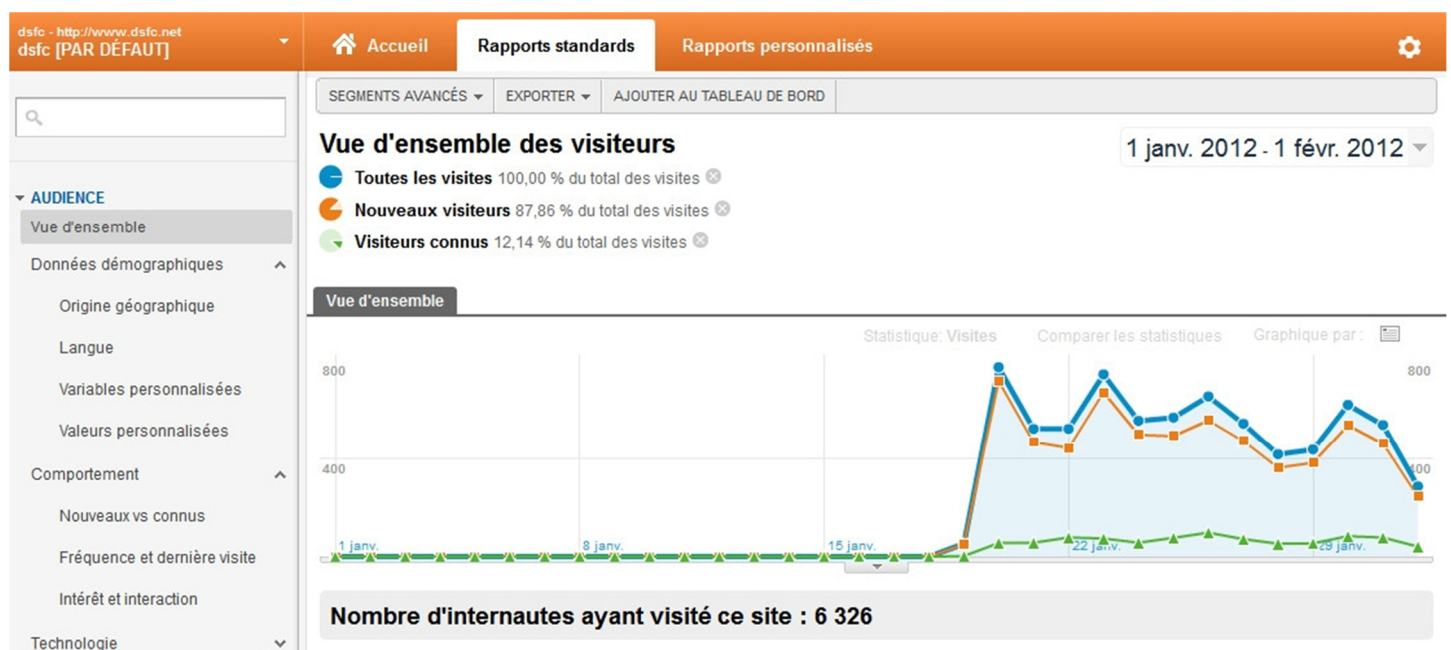 dsfc - http://www.dsfc.net
dsfc [PAR DÉFAUT]
Accueil
Rapports standards
Rapports personnalisés
SEGMENTS AVANCÉS
EXPORTER
AJOUTER AU TABLEAU DE BORD
Vue d'ensemble des visiteurs
1 janv. 2012 - 1 févr. 2012
Toutes les visites 100,00 % du total des visites
Nouveaux visiteurs 87,86 % du total des visites
Visiteurs connus 12,14 % du total des visites
AUDIENCE
Vue d'ensemble
Données démographiques
Origine géographique
Langue
Variables personnalisées
Valeurs personnalisées
Comportement
Nouveaux vs connus
Fréquence et dernière visite
Intérêt et interaction
Technologie
Vue d'ensemble
Statistique: Visites
Comparer les statistiques
Graphique par :
800
800
400
400
1 janv.
8 janv.
15 janv.
22 janv.
29 janv.
Nombre d'internautes ayant visité ce site : 6 326